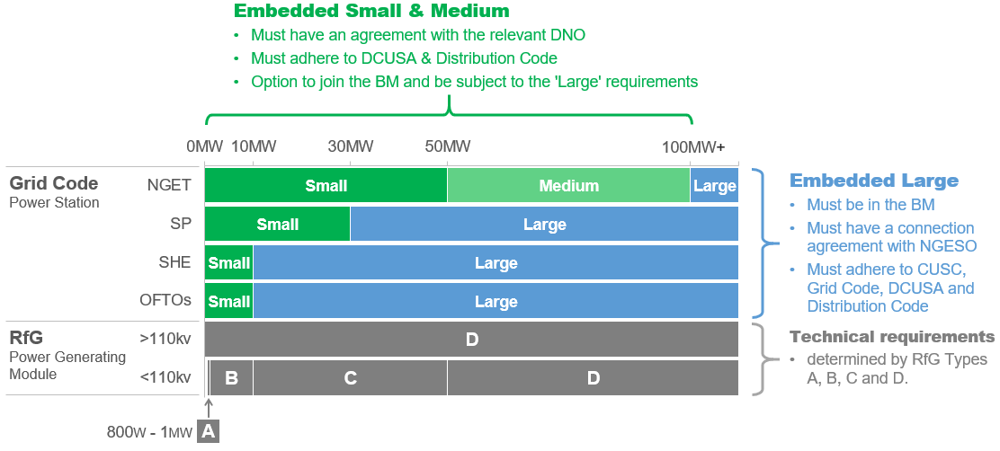 Embedded Small & Medium
• Must have an agreement with the relevant DNO
• Must adhere to DCUSA & Distribution Code
• Option to join the BM and be subject to the 'Large' requirements
0MW 10MW 30MW 50MW 100MW+
Grid Code
Power Station
NGET Small Medium Large
SP Small Large
SHE Small Large
OFTOs Small Large
Embedded Large
• Must be in the BM
• Must have a connection
agreement with NGESO
• Must adhere to CUSC,
Grid Code, DCUSA and
Distribution Code
RfG
Power Generating
Module
>110kv D
<110kv B C D
800W - 1MW A
Technical requirements
• determined by RfG Types
A, B, C and D.